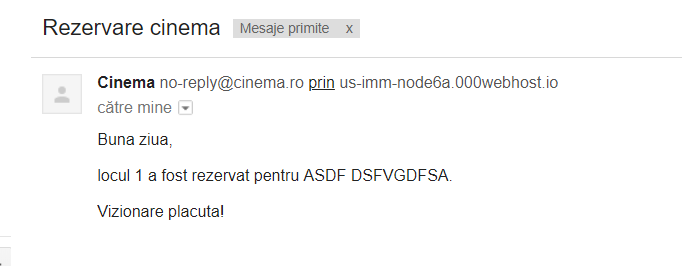 Rezervare cinema Mesaje primite x
Cinema no-reply@cinema.ro prin us-imm-node6a.000webhost.io
către mine
Buna ziua,
locul 1 a fost rezervat pentru ASDF DSFVGDFSA.
Vizionare placuta!